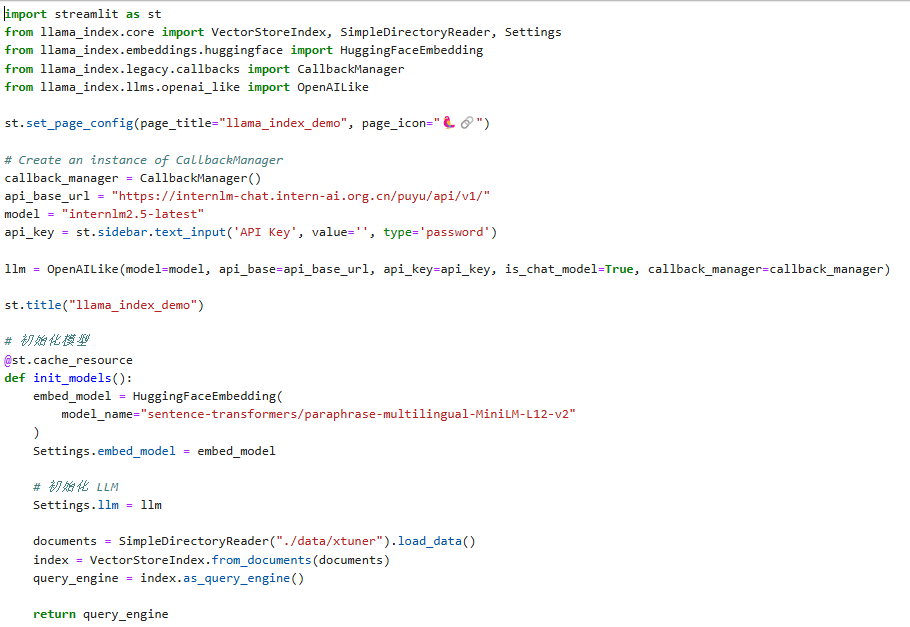 import streamlit as st
from llama_index.core import VectorStoreIndex, SimpleDirectoryReader, Settings
from llama_index.embeddings.huggingface import HuggingFaceEmbedding
from llama_index.legacy.callbacks import CallbackManager
from llama_index.llms.openai_like import OpenAILike

st.set_page_config(page_title="llama_index_demo", page_icon="🦜🔗")

# Create an instance of CallbackManager
callback_manager = CallbackManager()
api_base_url = "https://internlm-chat.intern-ai.org.cn/puyu/api/v1/"
model = "internlm2.5-latest"
api_key = st.sidebar.text_input('API Key', value='', type='password')

llm = OpenAILike(model=model, api_base=api_base_url, api_key=api_key, is_chat_model=True, callback_manager=callback_manager)

st.title("llama_index_demo")

# 初始化模型
@st.cache_resource
def init_models():
    embed_model = HuggingFaceEmbedding(
        model_name="sentence-transformers/paraphrase-multilingual-MiniLM-L12-v2"
    )
    Settings.embed_model = embed_model

    # 初始化 LLM
    Settings.llm = llm

    documents = SimpleDirectoryReader("./data/xtuner").load_data()
    index = VectorStoreIndex.from_documents(documents)
    query_engine = index.as_query_engine()

    return query_engine